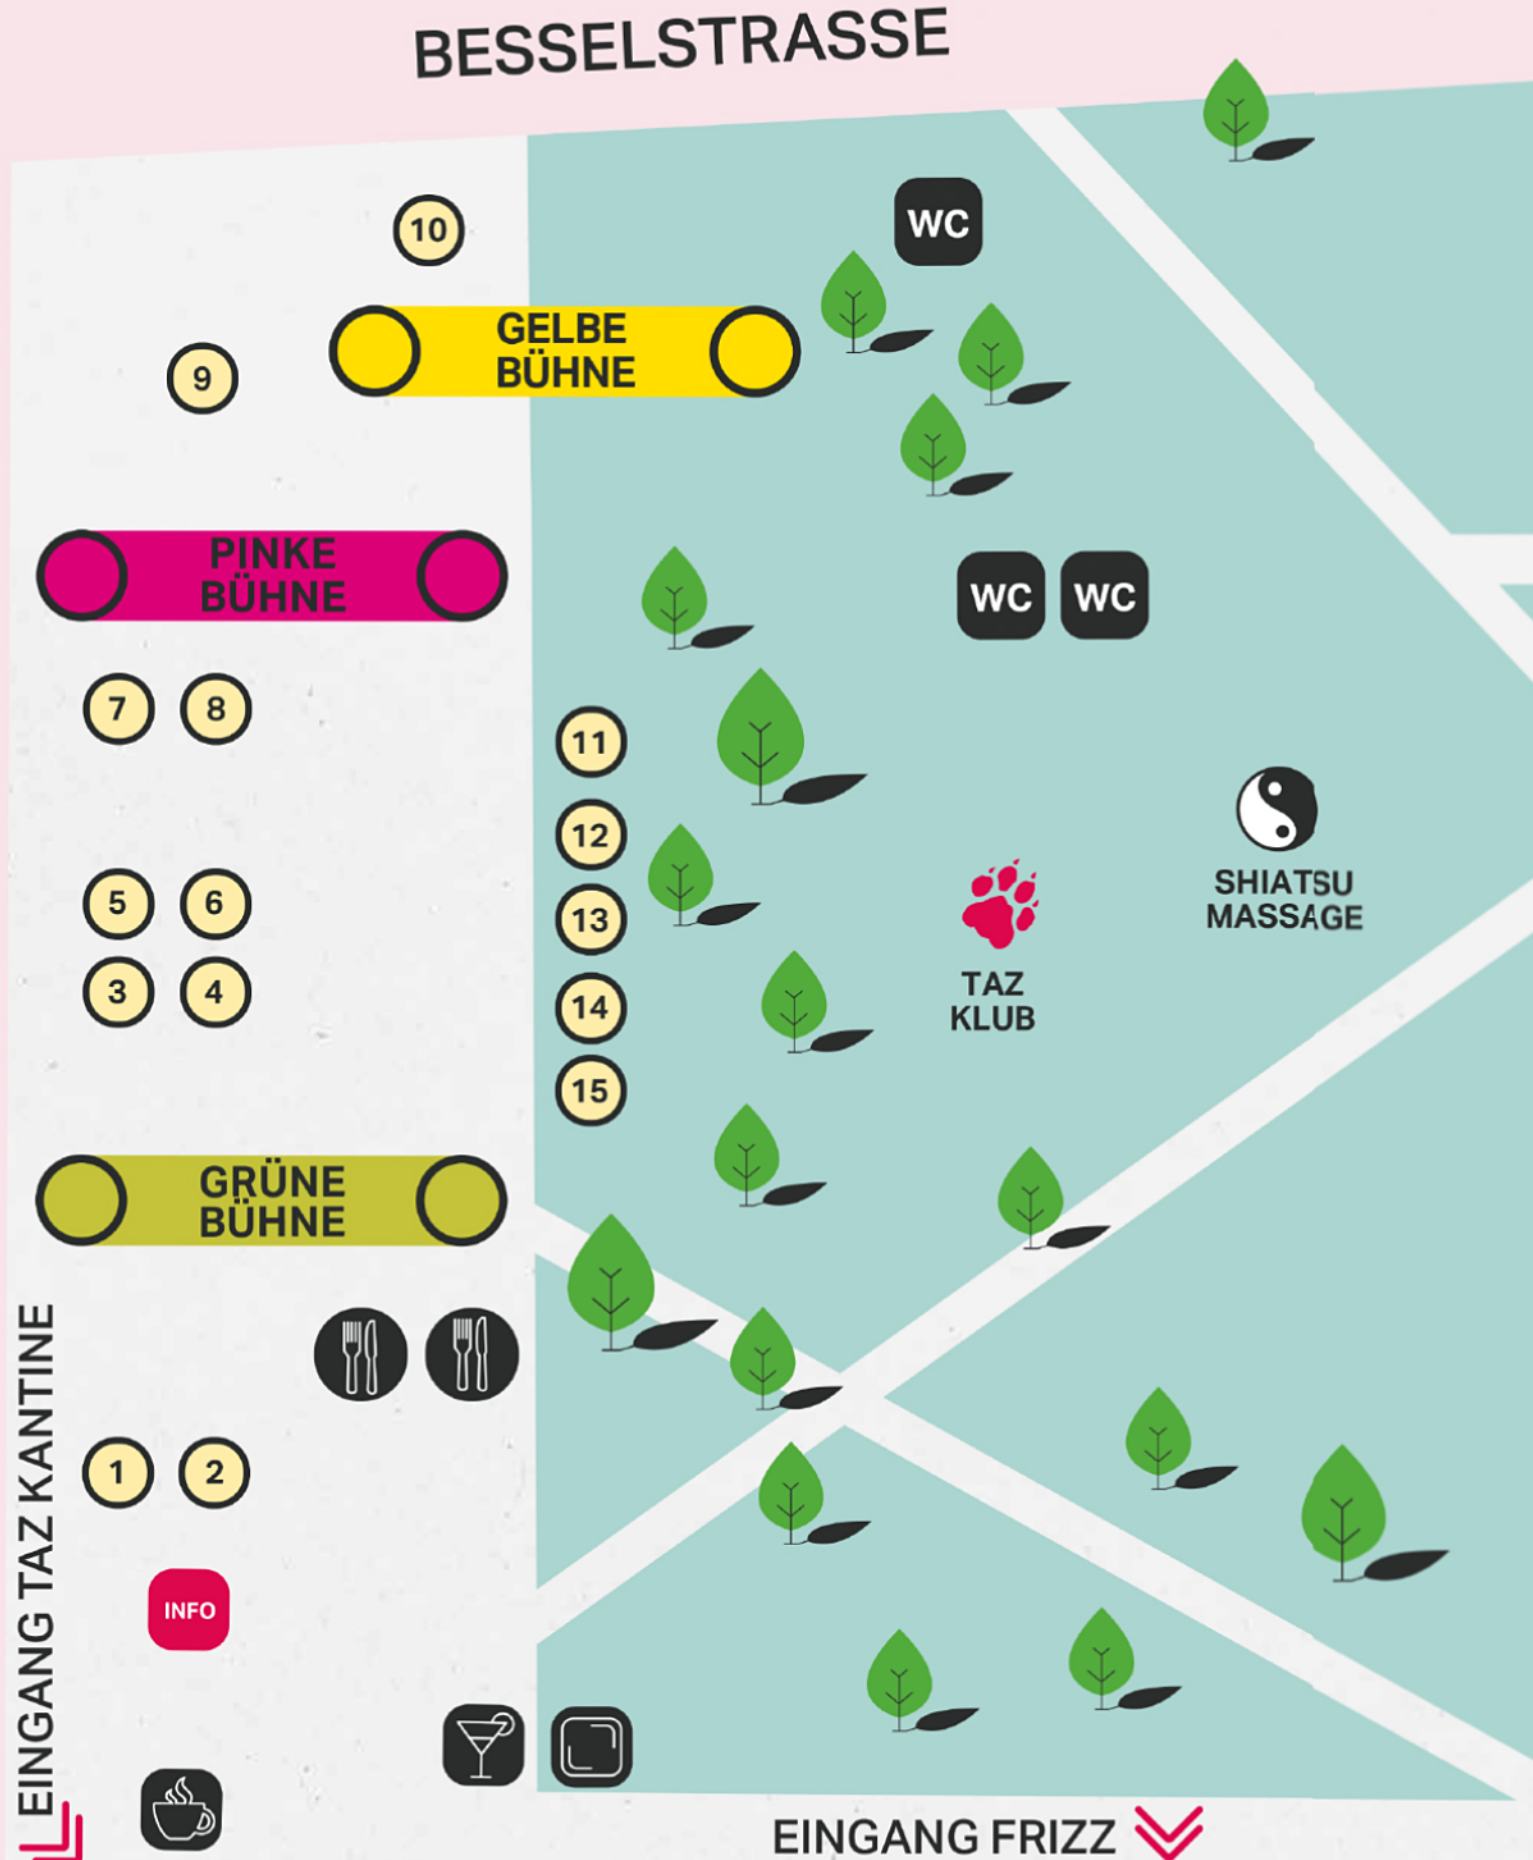 BESSELSTRASSE
WC
10
GELBE
BÜHNE
9
PINKE
BÜHNE
WC
WC
7
8
11
12
5
6
13
SHIATSU
MASSAGE
3
4
14
TAZ
KLUB
15
GRÜNE
BÜHNE
EINGANG TAZ KANTINE
1
2
INFO
EINGANG FRIZZ